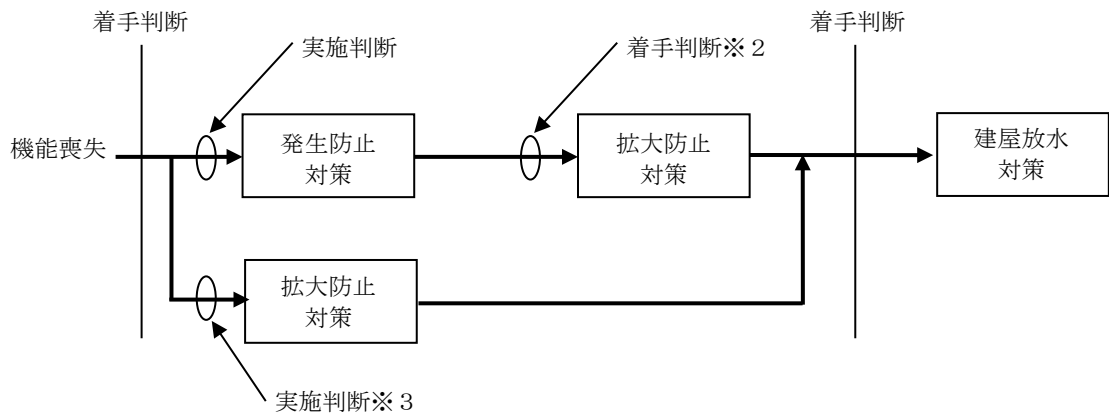 着手判断
実施判断
着手判断※２
着手判断
機能喪失
発生防止
対策
拡大防止
対策
建屋放水
対策
拡大防止
対策
実施判断※３